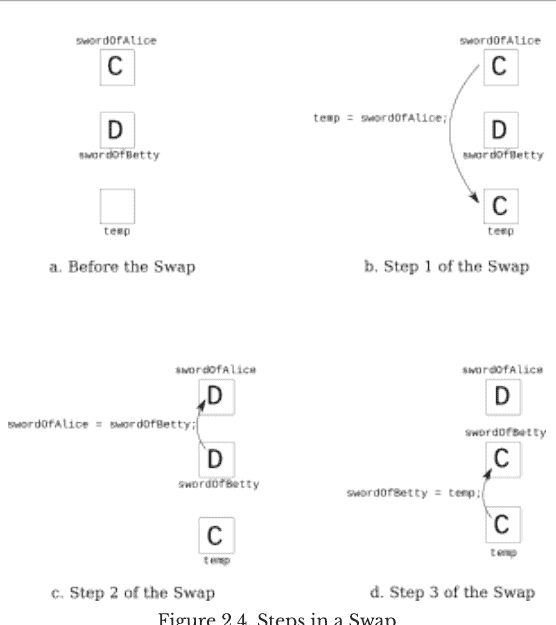 swordOfAlice
C
D
swordOfBetty
temp
a. Before the Swap
swordOfAlice
C
temp = swordOfAlice;
D
swordOfBetty
C
temp
b. Step 1 of the Swap
swordOfAlice
D
swordOfAlice = swordOfBetty;
D
swordOfBetty
C
temp
c. Step 2 of the Swap
swordOfAlice
D
swordOfBetty
C
swordOfBetty = temp;
C
temp
d. Step 3 of the Swap
Figure 2.4. Steps in a Swap